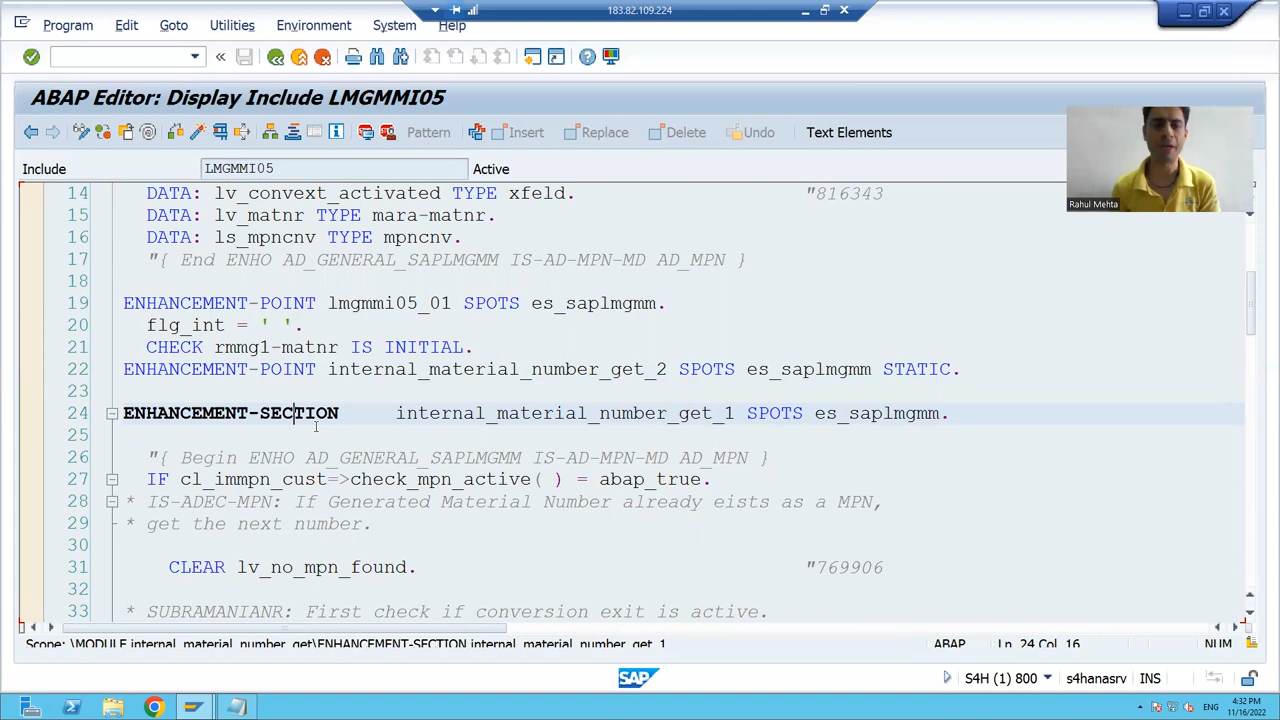 183.82.109.224
Program Edit Goto Utilities Environment System Help
ABAP Editor: Display Include LMGMMI05
Pattern Insert Replace Delete Undo Text Elements
Include LMGMMI05 Active
Rahul Mehta
14 DATA: lv_convext_activated TYPE xfeld. "816343
15 DATA: lv_matnr TYPE mara-matnr.
16 DATA: ls_mpncnv TYPE mpncnv.
17 "{ End ENHO AD_GENERAL_SAPLMGMM IS-AD-MPN-MD AD_MPN }
18
19 ENHANCEMENT-POINT lmgmmi05_01 SPOTS es_saplmgmm.
20 flg_int = ' '.
21 CHECK rmmg1-matnr IS INITIAL.
22 ENHANCEMENT-POINT internal_material_number_get_2 SPOTS es_saplmgmm STATIC.
23
24 ENHANCEMENT-SECTION internal_material_number_get_1 SPOTS es_saplmgmm.
25
26 "{ Begin ENHO AD_GENERAL_SAPLMGMM IS-AD-MPN-MD AD_MPN }
27 IF cl_immpn_cust=>check_mpn_active( ) = abap_true.
28 * IS-ADEC-MPN: If Generated Material Number already eists as a MPN,
29 * get the next number.
30
31 CLEAR lv_no_mpn_found. "769906
32
33 * SUBRAMANIANR: First check if conversion exit is active.
Scope: \MODULE internal_material_number_get\ENHANCEMENT-SECTION internal_material_number_get_1 ABAP Ln 24 Col 16 NUM
SAP S4H (1) 800 s4hanasrv INS
ENG 4:32 PM
11/16/2022